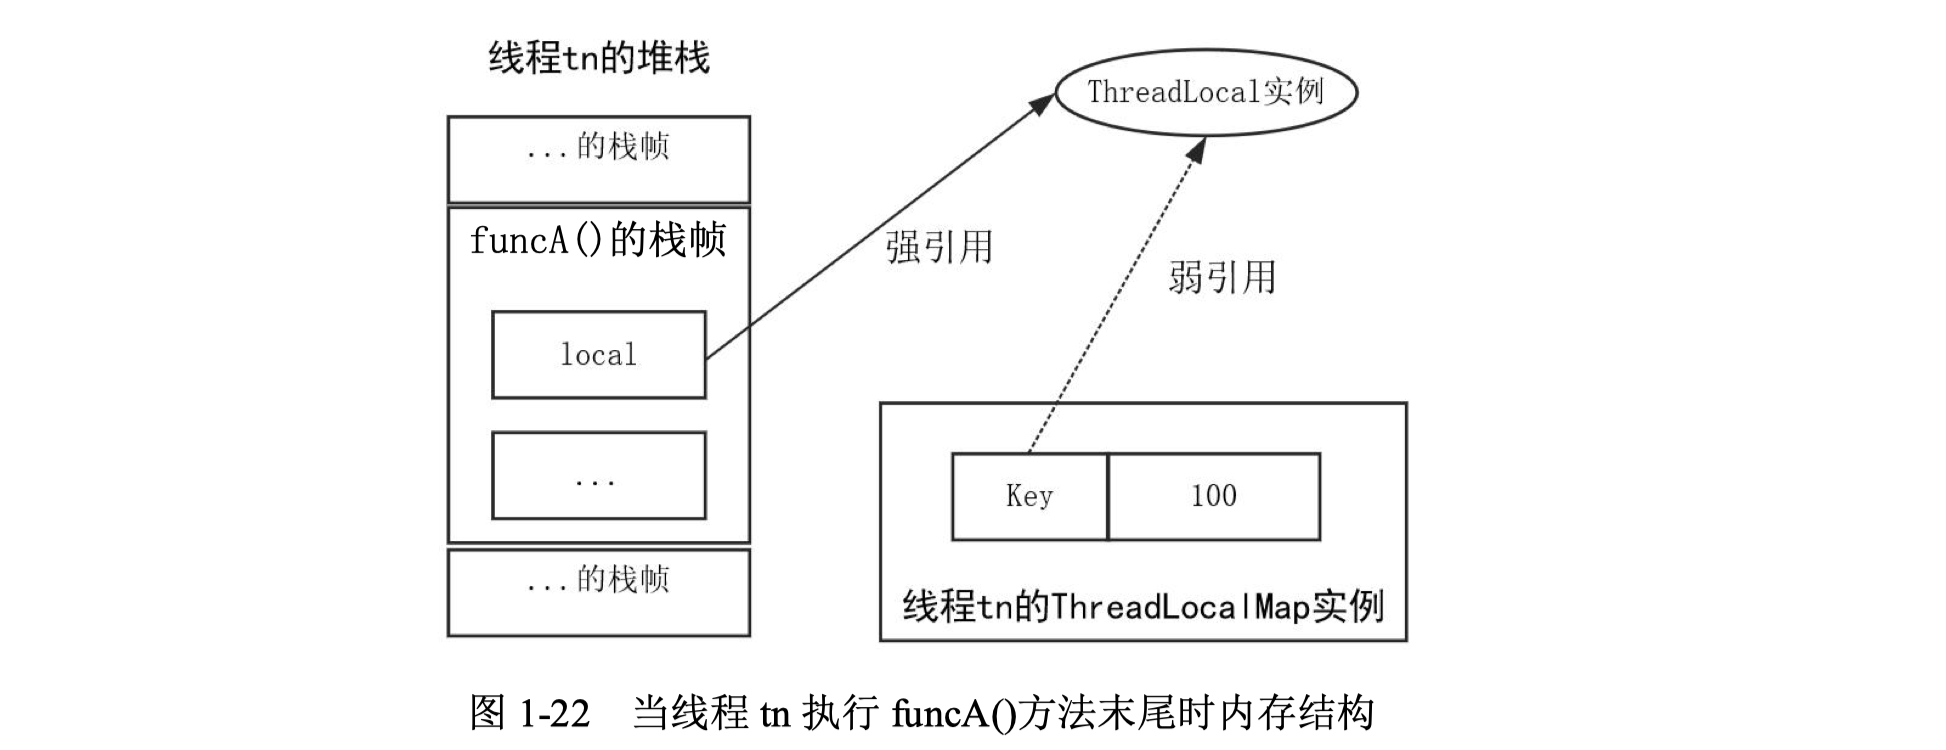 线程tn的堆栈
ThreadLocal实例
...的栈帧
funcA()的栈帧
强引用
弱引用
local
...
Key
100
...的栈帧
线程tn的ThreadLocalMap实例
图 1-22 当线程 tn 执行 funcA()方法末尾时内存结构